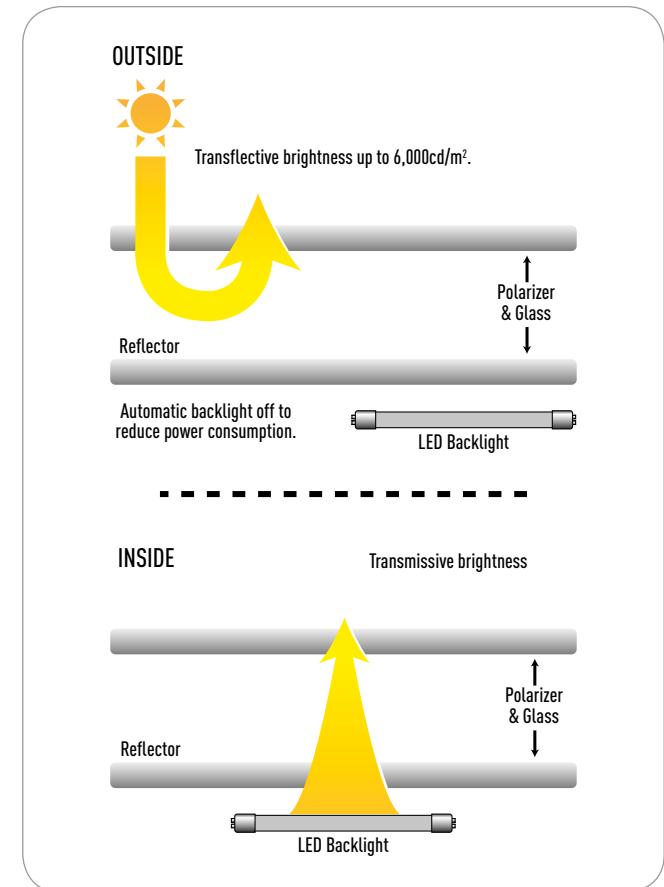 OUTSIDE
Transflective brightness up to 6,000cd/m².
Polarizer
& Glass
Reflector
Automatic backlight off to
reduce power consumption.
LED Backlight
INSIDE
Transmissive brightness
Polarizer
& Glass
Reflector
LED Backlight